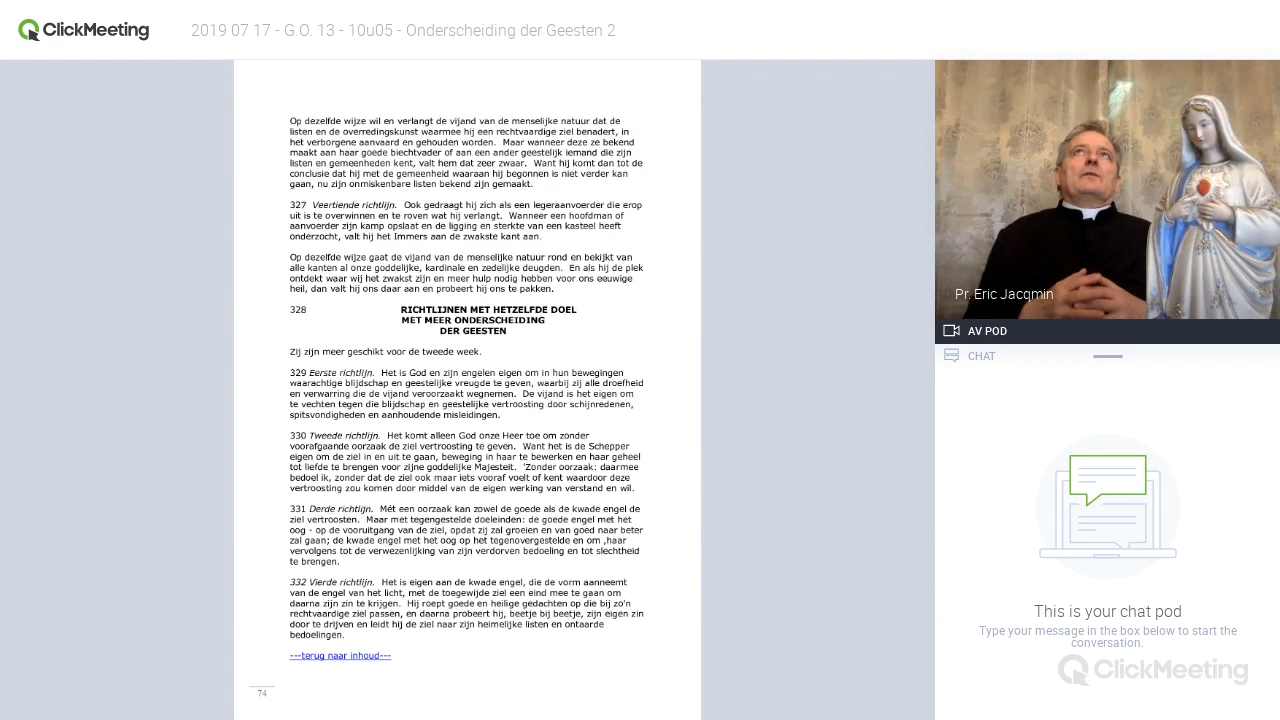 ClickMeeting
2019 07 17 - G.O. 13 - 10u05 - Onderscheiding der Geesten 2
Op dezelfde wijze wil en verlangt de vijand van de menselijke natuur dat de
listen en de overredingskunst waarmee hij een rechtvaardige ziel benadert, in
het verborgene aanvaard en gehouden worden.  Maar wanneer deze ze bekend
maakt aan haar goede biechtvader of aan een ander geestelijk iemand die zijn
listen en gemeenheden kent, valt hem dat zeer zwaar.  Want hij komt dan tot de
conclusie dat hij met de gemeenheid waaraan hij begonnen is niet verder kan
gaan, nu zijn onmiskenbare listen bekend zijn gemaakt.
327  Veertiende richtlijn.  Ook gedraagt hij zich als een legeraanvoerder die erop
uit is te overwinnen en te roven wat hij verlangt.  Wanneer een hoofdman of
aanvoerder zijn kamp opslaat en de ligging en sterkte van een kasteel heeft
onderzocht, valt hij het Immers aan de zwakste kant aan.
Op dezelfde wijze gaat de vijand van de menselijke natuur rond en bekijkt van
alle kanten al onze goddelijke, kardinale en zedelijke deugden.  En als hij de plek
ontdekt waar wij het zwakst zijn en meer hulp nodig hebben voor ons eeuwige
heil, dan valt hij ons daar aan en probeert hij ons te pakken.
328 RICHTLIJNEN MET HETZELFDE DOEL
MET MEER ONDERSCHEIDING
DER GEESTEN
Zij zijn meer geschikt voor de tweede week.
329 Eerste richtlijn.  Het is God en zijn engelen eigen om in hun bewegingen
waarachtige blijdschap en geestelijke vreugde te geven, waarbij zij alle droefheid
en verwarring die de vijand veroorzaakt wegnemen.  De vijand is het eigen om
te vechten tegen die blijdschap en geestelijke vertroosting door schijnredenen,
spitsvondigheden en aanhoudende misleidingen.
330 Tweede richtlijn.  Het komt alleen God onze Heer toe om zonder
voorafgaande oorzaak de ziel vertroosting te geven.  Want het is de Schepper
eigen om de ziel in en uit te gaan, beweging in haar te bewerken en haar geheel
tot liefde te brengen voor zijne goddelijke Majesteit.  'Zonder oorzaak: daarmee
bedoel ik, zonder dat de ziel ook maar iets vooraf voelt of kent waardoor deze
vertroosting zou komen door middel van de eigen werking van verstand en wil.
331 Derde richtlijn.  Mét een oorzaak kan zowel de goede als de kwade engel de
ziel vertroosten.  Maar met tegengestelde doeleinden: de goede engel met het
oog - op de vooruitgang van de ziel, opdat zij zal groeien en van goed naar beter
zal gaan; de kwade engel met het oog op het tegenovergestelde en om ,haar
vervolgens tot de verwezenlijking van zijn verdorven bedoeling en tot slechtheid
te brengen.
332 Vierde richtlijn.  Het is eigen aan de kwade engel, die de vorm aanneemt
van de engel van het licht, met de toegewijde ziel een eind mee te gaan om
daarna zijn zin te krijgen.  Hij roept goede en heilige gedachten op die bij zo'n
rechtvaardige ziel passen, en daarna probeert hij, beetje bij beetje, zijn eigen zin
door te drijven en leidt hij de ziel naar zijn heimelijke listen en ontaarde
bedoelingen.
---terug naar inhoud---
74
Pr. Eric Jacqmin
AV POD
CHAT
This is your chat pod
Type your message in the box below to start the
conversation.
ClickMeeting